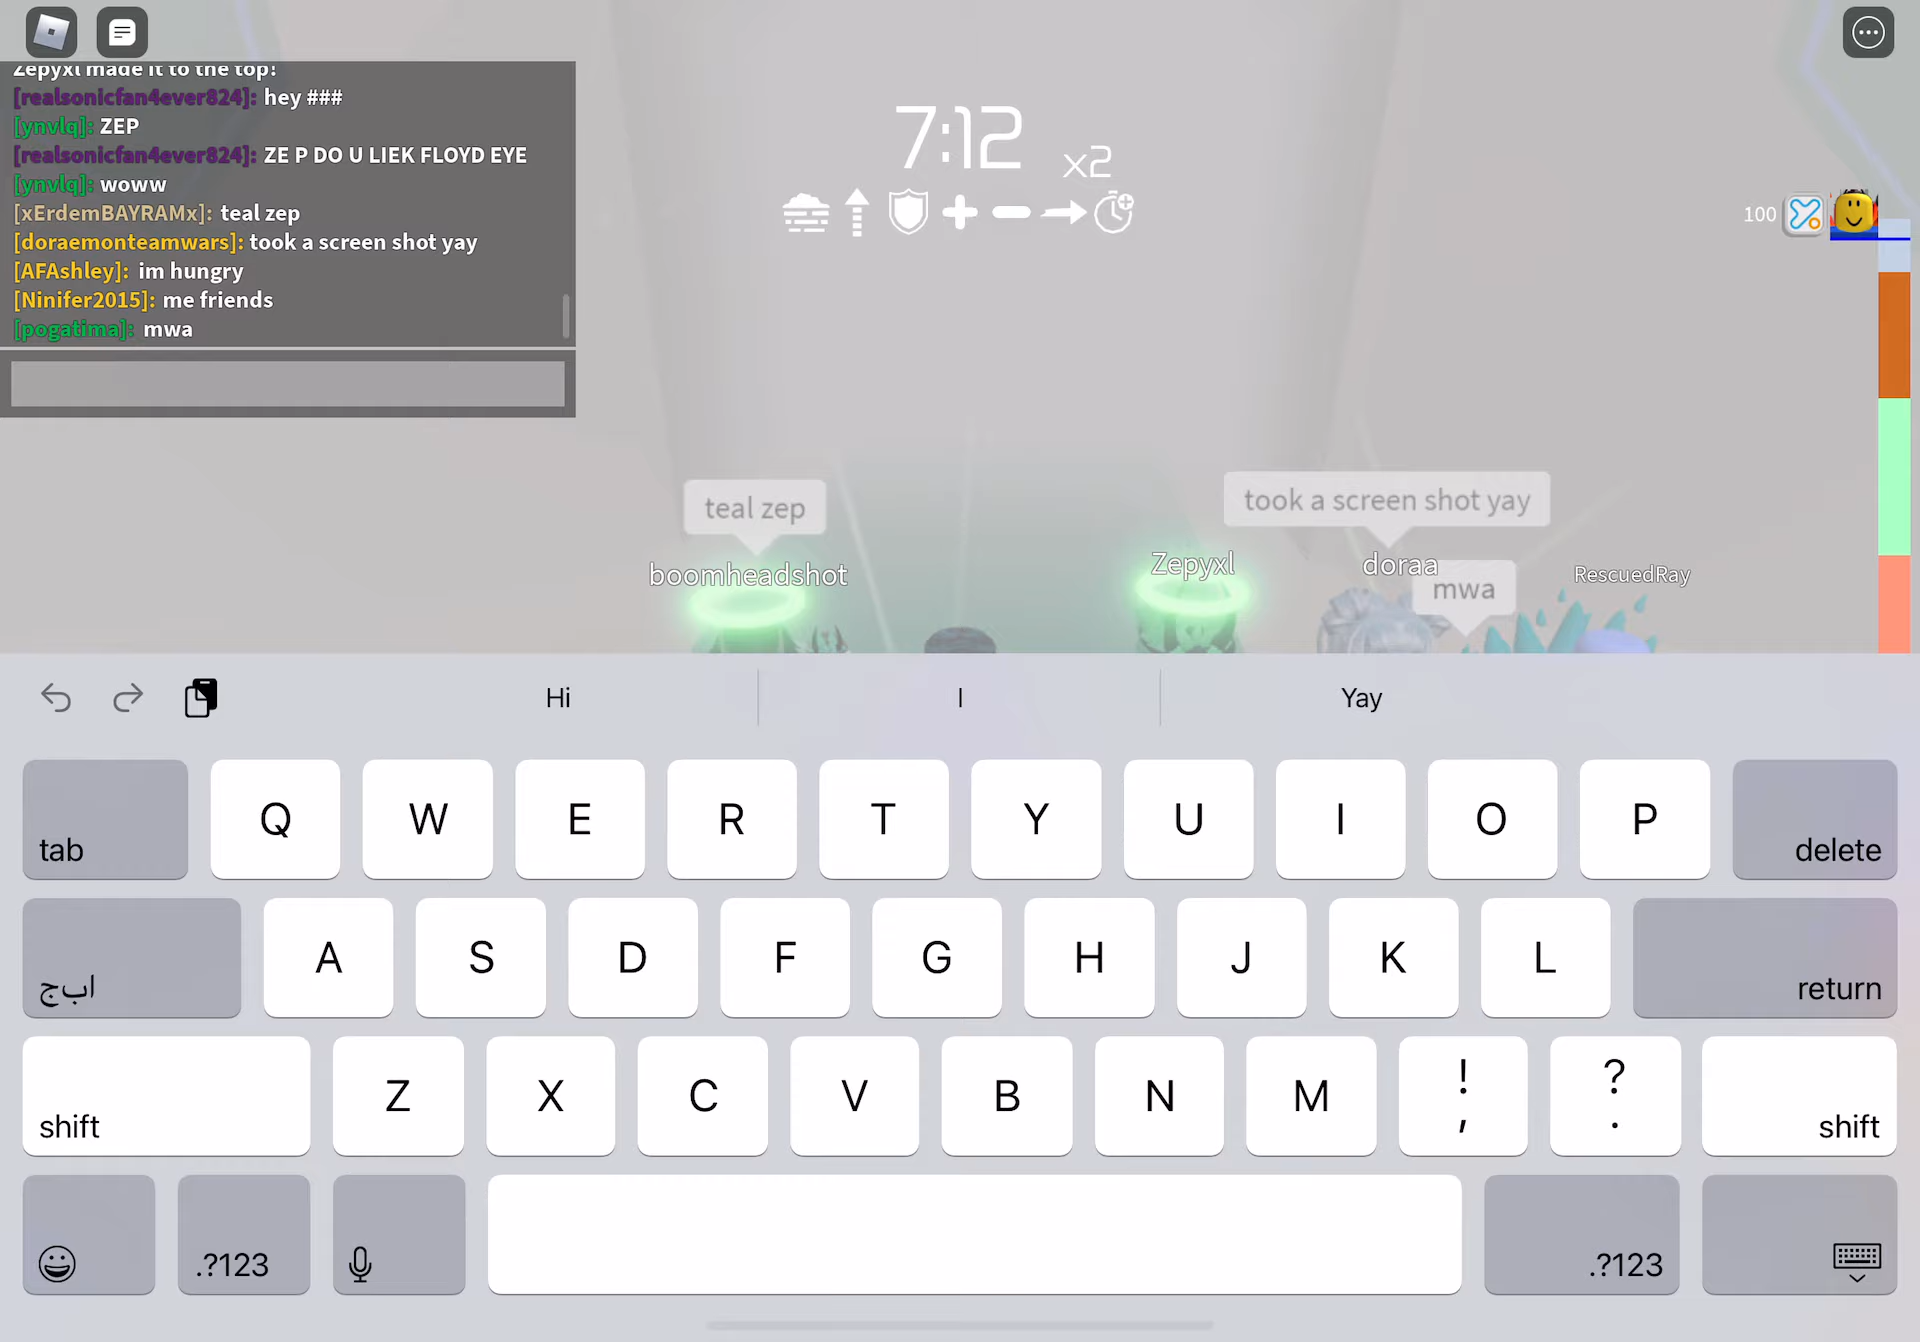 Zepyxl made it to the top!
[realsonicfan4ever824]: hey ###
[ynvlq]: ZEP
[realsonicfan4ever824]: ZE P DO U LIEK FLOYD EYE
[ynvlq]: woww
[xErdemBAYRAMx]: teal zep
[doraemonteamwars]: took a screen shot yay
[AFAshley]: im hungry
[Ninifer2015]: me friends
[pogatima]: mwa
7:12 x2
100
teal zep
took a screen shot yay
boomheadshot
Zepyxl
doraa
RescuedRay
mwa
Hi I Yay
tab Q W E R T Y U I O P delete
ابج A S D F G H J K L return
shift Z X C V B N M ! , ? . shift
.?123 .?123